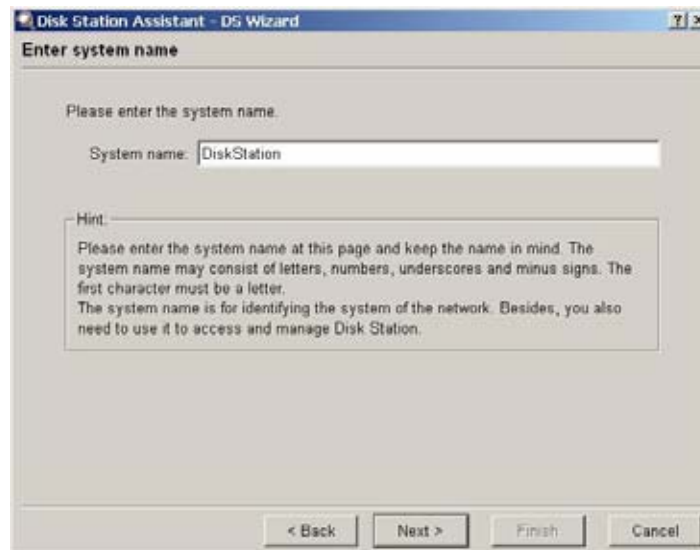 Disk Station Assistant - DS Wizard
Enter system name
Please enter the system name.
System name: DiskStation
Hint:
Please enter the system name at this page and keep the name in mind. The
system name may consist of letters, numbers, underscores and minus signs. The
first character must be a letter.
The system name is for identifying the system of the network. Besides, you also
need to use it to access and manage Disk Station.
< Back Next > Finish Cancel